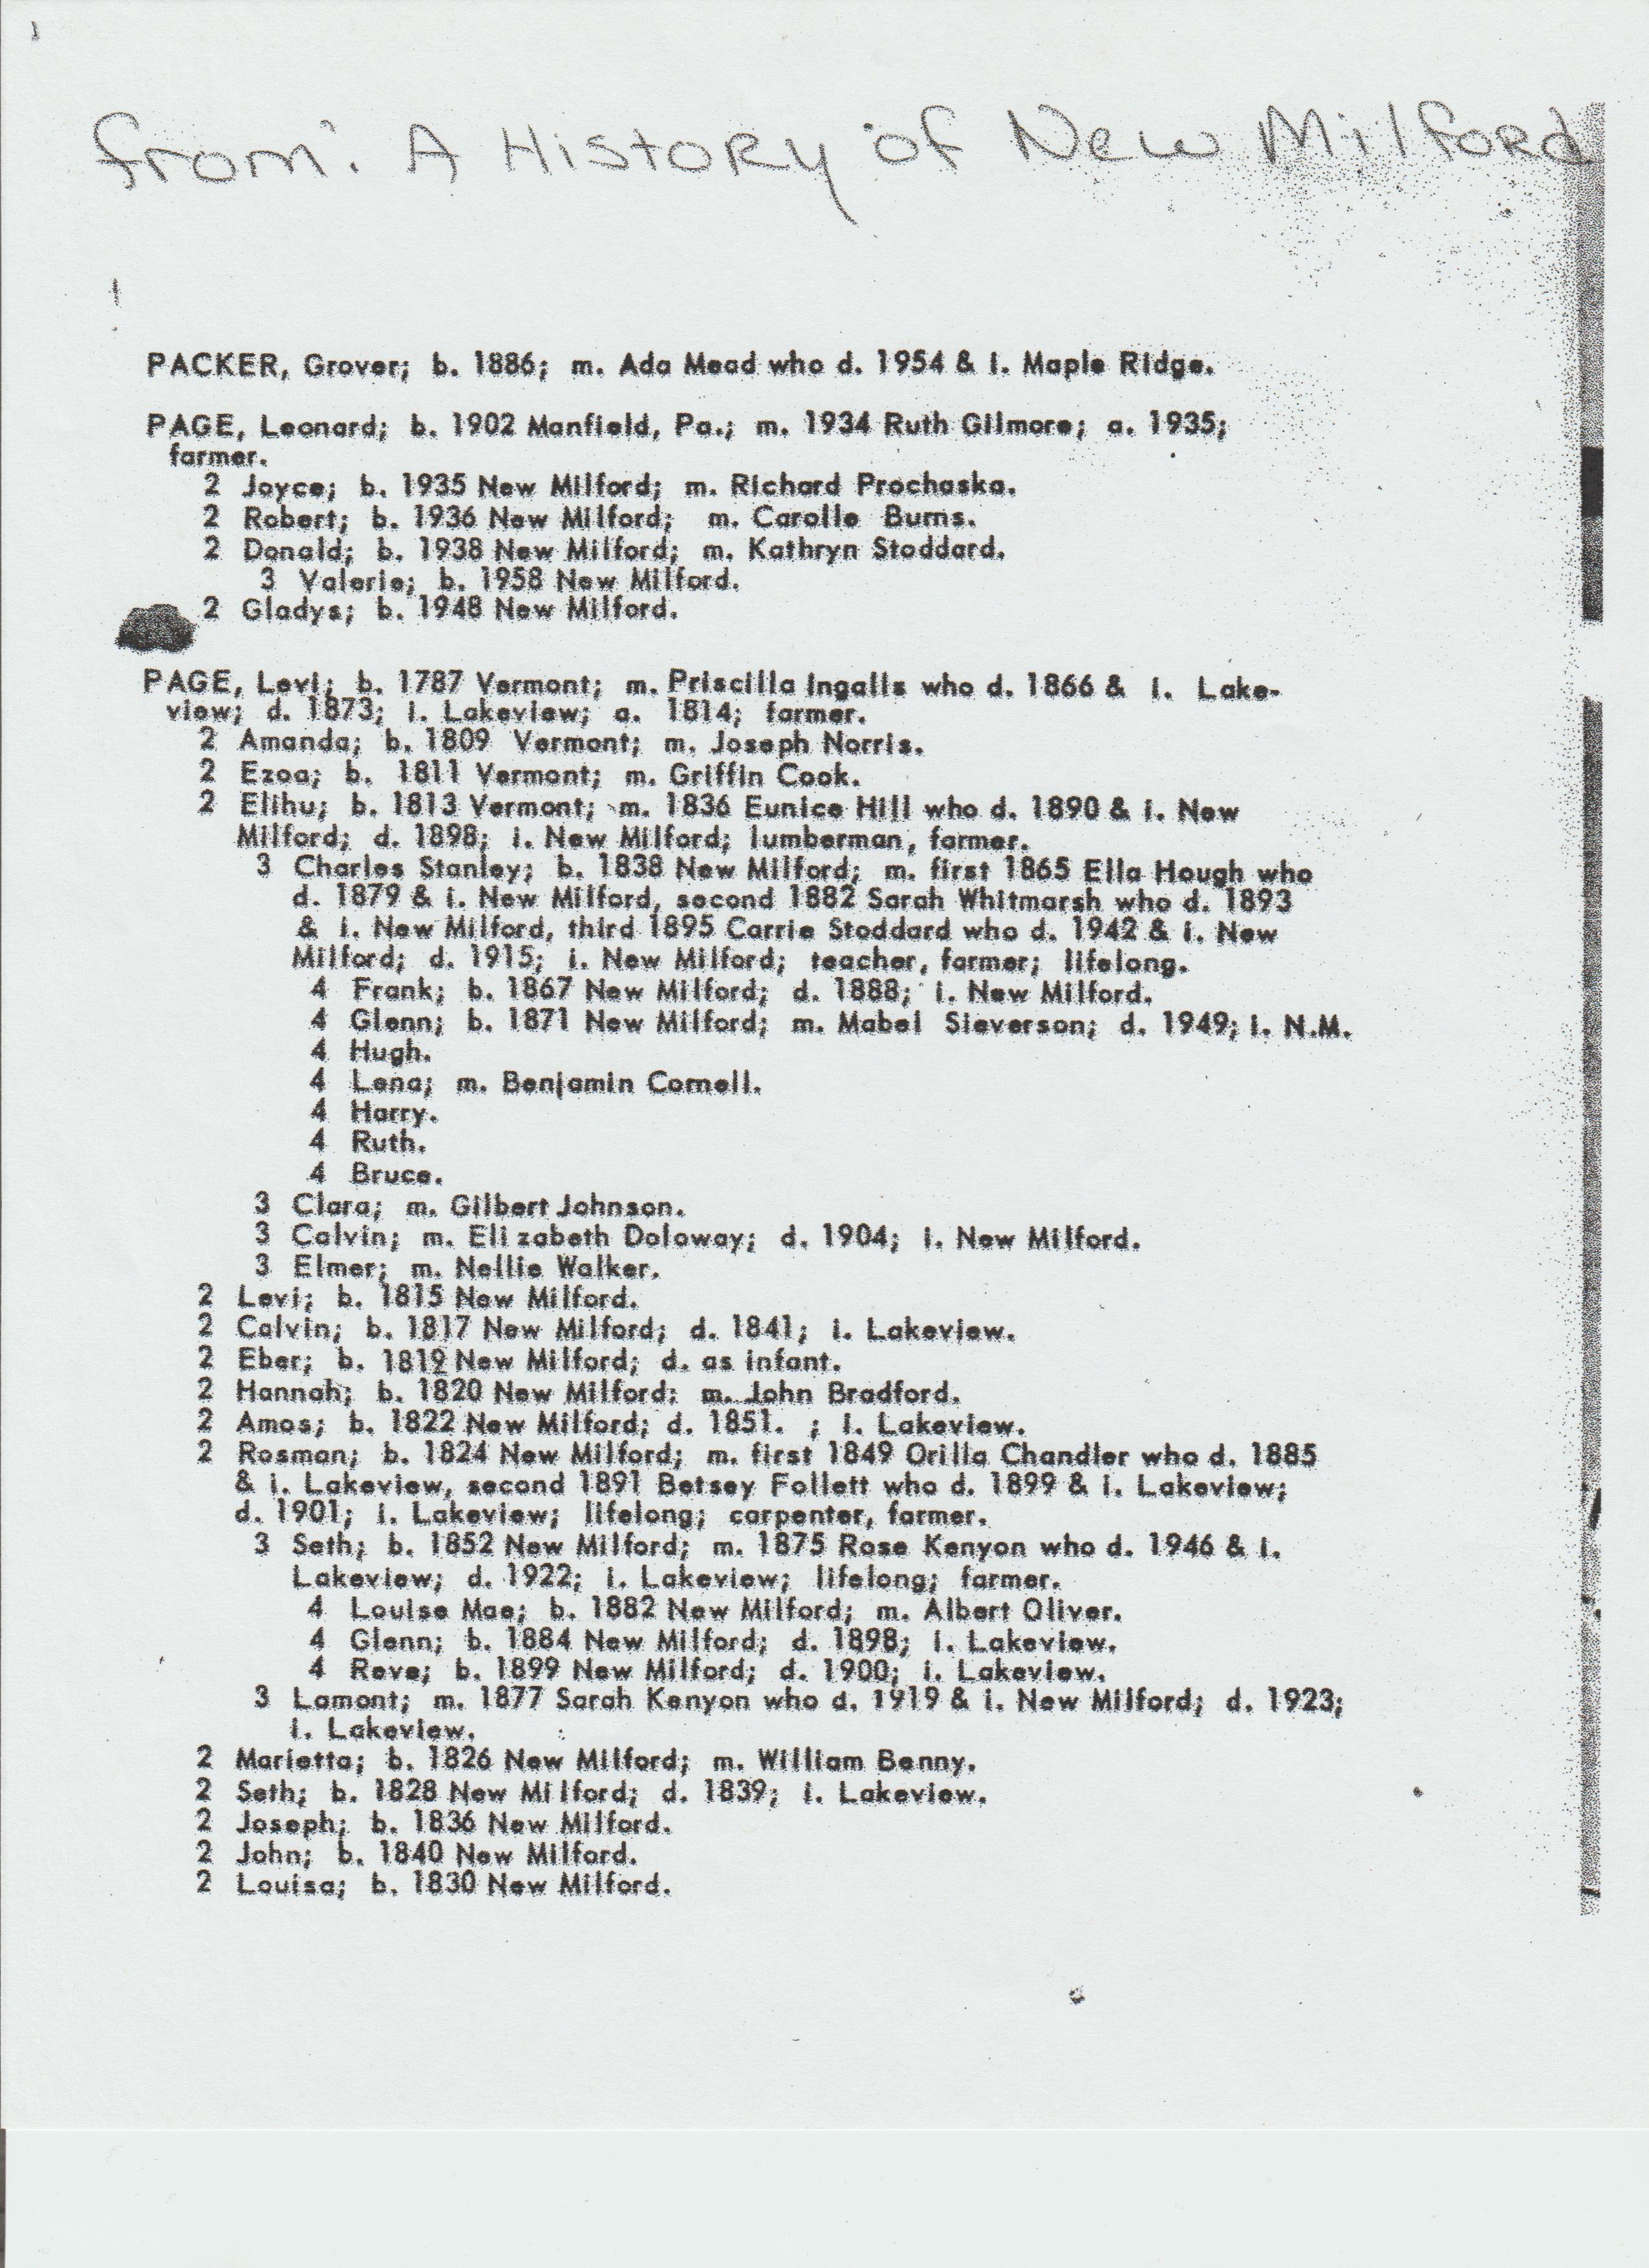 from: A History of New Milford
PACKER, Grover; b. 1886; m. Ada Mead who d. 1954 & i. Maple Ridge.
PAGE, Leonard; b. 1902 Manfield, Pa.; m. 1934 Ruth Gilmore; a. 1935;
farmer.
2 Joyce; b. 1935 New Milford; m. Richard Prochaska.
2 Robert; b. 1936 New Milford; m. Carolle Burns.
2 Donald; b. 1938 New Milford; m. Kathryn Stoddard.
3 Valerie; b. 1958 New Milford.
2 Gladys; b. 1948 New Milford.
PAGE, Levi; b. 1787 Vermont; m. Priscilla Ingalls who d. 1866 & i. Lake-
view; d. 1873; i. Lakeview; a. 1814; farmer.
2 Amanda; b. 1809 Vermont; m. Joseph Norris.
2 Ezoa; b. 1811 Vermont; m. Griffin Cook.
2 Elihu; b. 1813 Vermont; m. 1836 Eunice Hill who d. 1890 & i. New
Milford; d. 1898; i. New Milford; lumberman, farmer.
3 Charles Stanley; b. 1838 New Milford; m. first 1865 Ella Hough who
d. 1879 & i. New Milford, second 1882 Sarah Whitmarsh who d. 1893
& i. New Milford, third 1895 Carrie Stoddard who d. 1942 & i. New
Milford; d. 1915; i. New Milford; teacher, farmer; lifelong.
4 Frank; b. 1867 New Milford; d. 1888; i. New Milford.
4 Glenn; b. 1871 New Milford; m. Mabel Sieverson; d. 1949; i. N.M.
4 Hugh.
4 Lena; m. Benjamin Cornell.
4 Harry.
4 Ruth.
4 Bruce.
3 Clara; m. Gilbert Johnson.
3 Calvin; m. Elizabeth Doloway; d. 1904; i. New Milford.
3 Elmer; m. Nellie Walker.
2 Levi; b. 1815 New Milford.
2 Calvin; b. 1817 New Milford; d. 1841; i. Lakeview.
2 Eber; b. 1819 New Milford; d. as infant.
2 Hannah; b. 1820 New Milford; m. John Bradford.
2 Amos; b. 1822 New Milford; d. 1851. ; i. Lakeview.
2 Rosman; b. 1824 New Milford; m. first 1849 Orilla Chandler who d. 1885
& i. Lakeview, second 1891 Betsey Follett who d. 1899 & i. Lakeview;
d. 1901; i. Lakeview; lifelong; carpenter, farmer.
3 Seth; b. 1852 New Milford; m. 1875 Rose Kenyon who d. 1946 & i.
Lakeview; d. 1922; i. Lakeview; lifelong; farmer.
4 Louise Mae; b. 1882 New Milford; m. Albert Oliver.
4 Glenn; b. 1884 New Milford; d. 1898; i. Lakeview.
4 Reve; b. 1899 New Milford; d. 1900; i. Lakeview.
3 Lamont; m. 1877 Sarah Kenyon who d. 1919 & i. New Milford; d. 1923;
i. Lakeview.
2 Marietta; b. 1826 New Milford; m. William Benny.
2 Seth; b. 1828 New Milford; d. 1839; i. Lakeview.
2 Joseph; b. 1836 New Milford.
2 John; b. 1840 New Milford.
2 Louisa; b. 1830 New Milford.